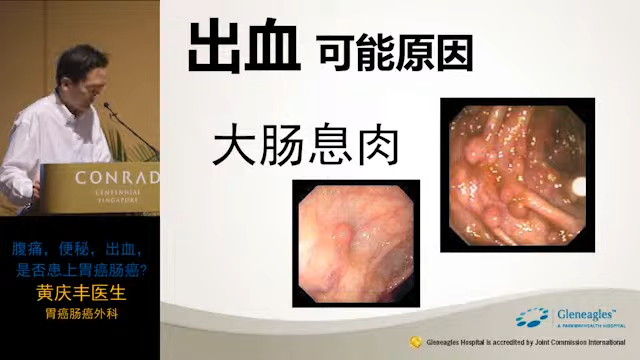 出血 可能原因
大肠息肉
CONRAD
CENTENNIAL
SINGAPORE
腹痛，便秘，出血，
是否患上胃癌肠癌?
黄庆丰医生
胃癌肠癌外科
Gleneagles™
A PARKWAYHEALTH HOSPITAL
Gleneagles Hospital is accredited by Joint Commission International